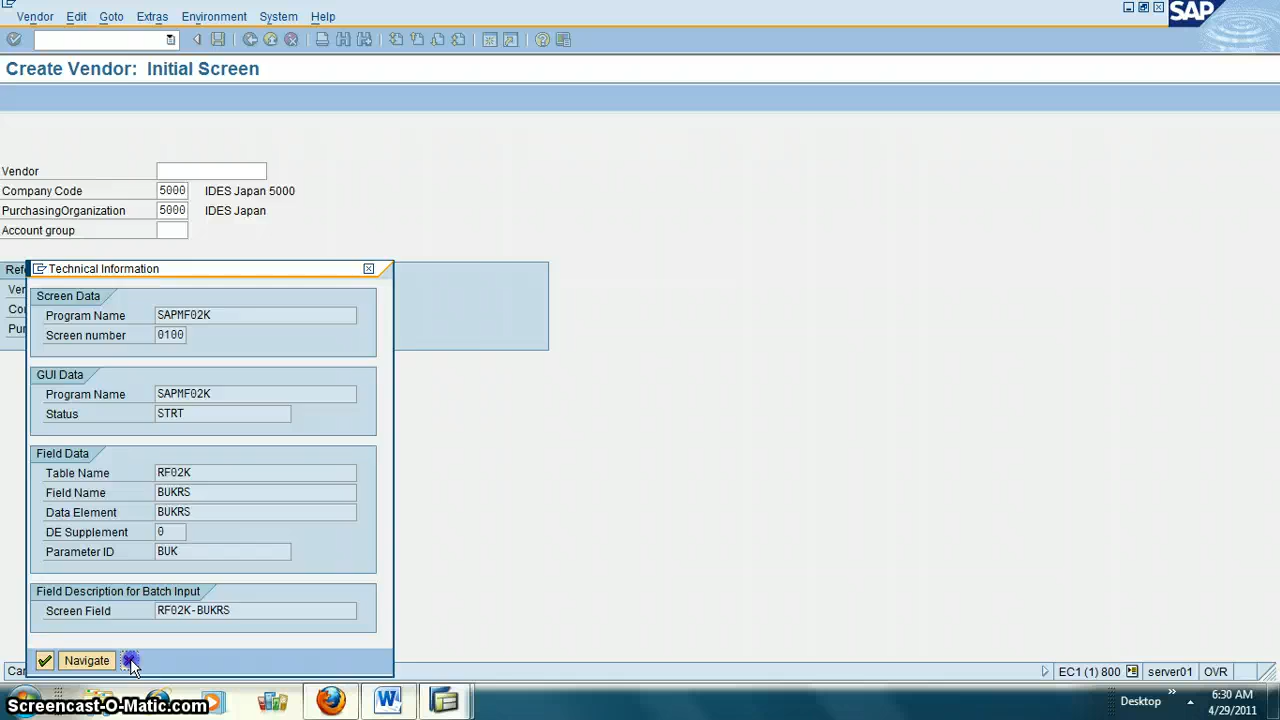 Vendor Edit Goto Extras Environment System Help
SAP
Create Vendor: Initial Screen
Vendor
Company Code 5000 IDES Japan 5000
PurchasingOrganization 5000 IDES Japan
Account group
Technical Information
Screen Data
Program Name SAPMF02K
Screen number 0100
GUI Data
Program Name SAPMF02K
Status STRT
Field Data
Table Name RF02K
Field Name BUKRS
Data Element BUKRS
DE Supplement 0
Parameter ID BUK
Field Description for Batch Input
Screen Field RF02K-BUKRS
Navigate
EC1 (1) 800 server01 OVR
Screencast-O-Matic.com
Desktop
6:30 AM
4/29/2011